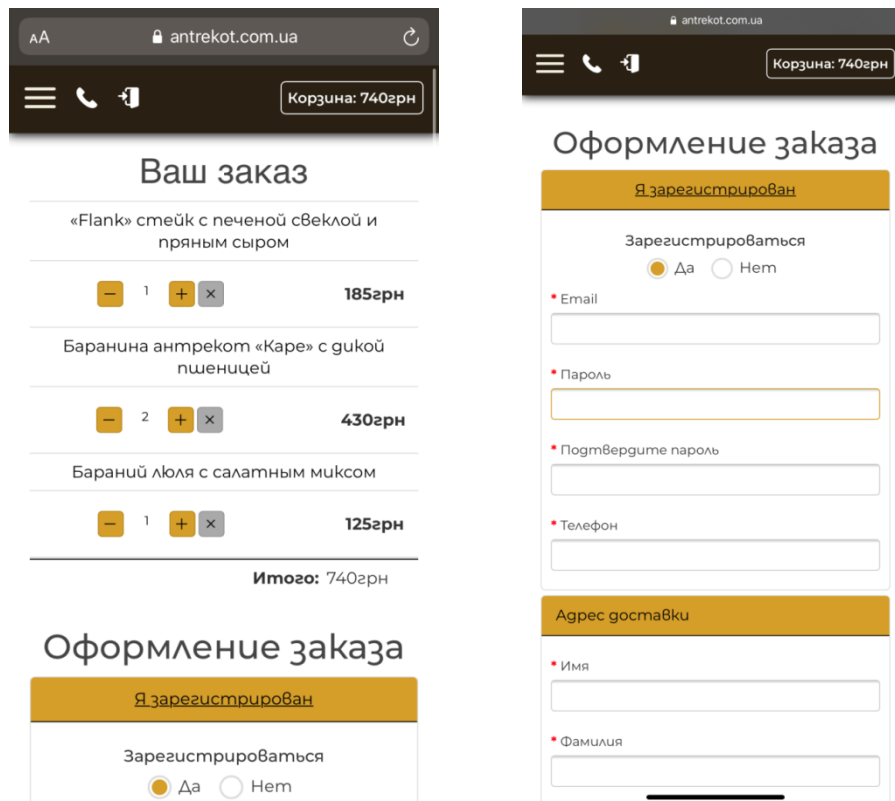 AA antrekot.com.ua
Корзина: 740грн
Ваш заказ
«Flank» стейк с печеной свеклой и
пряным сыром
− 1 + × 185грн
Баранина антрекот «Каре» с дикой
пшеницей
− 2 + × 430грн
Бараний люля с салатным миксом
− 1 + × 125грн
Итого: 740грн
Оформление заказа
Я зарегистрирован
Зарегистрироваться
Да Нет
antrekot.com.ua
Корзина: 740грн
Оформление заказа
Я зарегистрирован
Зарегистрироваться
Да Нет
* Email
* Пароль
* Подтвердите пароль
* Телефон
Адрес доставки
* Имя
* Фамилия